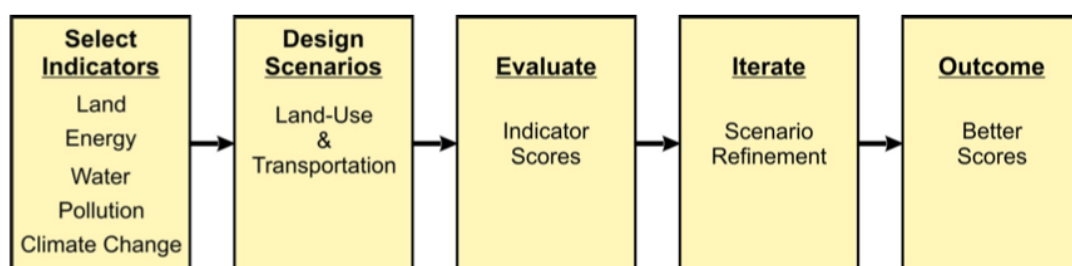 Select
Indicators
Land
Energy
Water
Pollution
Climate Change
Design
Scenarios
Land-Use
&
Transportation
Evaluate
Indicator
Scores
Iterate
Scenario
Refinement
Outcome
Better
Scores